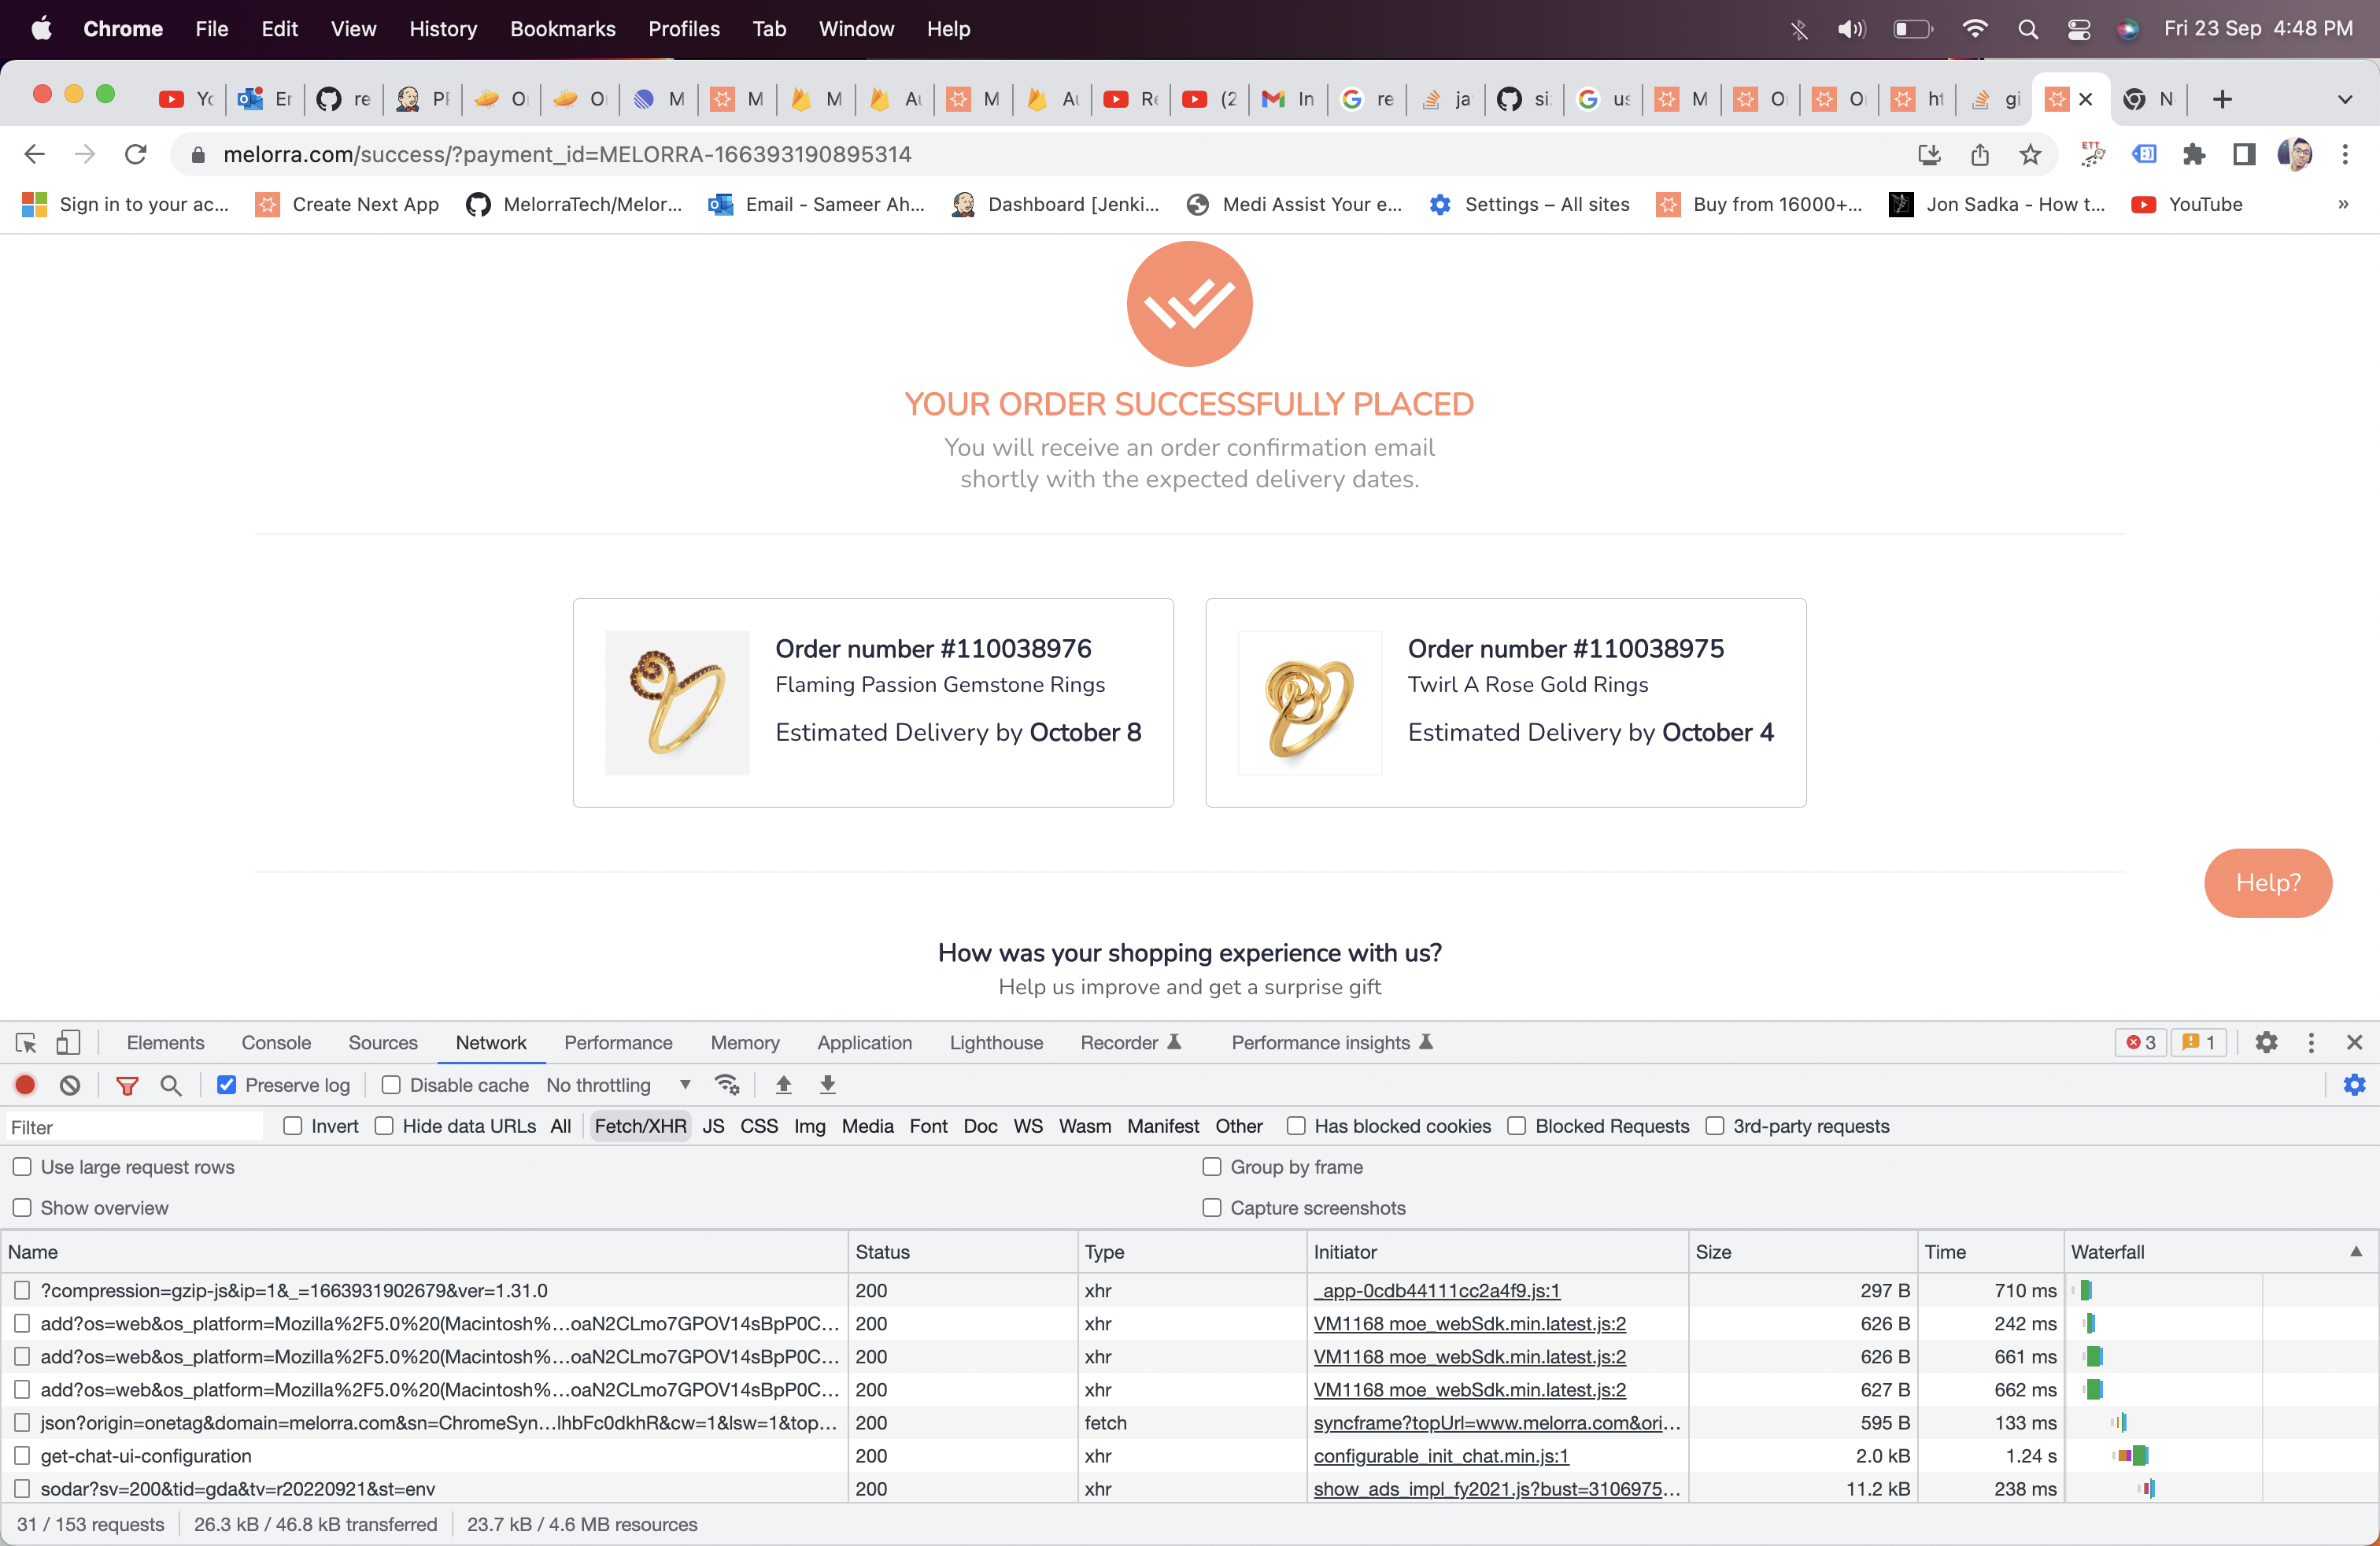 Chrome File Edit View History Bookmarks Profiles Tab Window Help Fri 23 Sep 4:48 PM
Yo Er re PI O O M M M Au M Au Re (2 In re ja si us M O O ht gi N
melorra.com/success/?payment_id=MELORRA-166393190895314 ETT
Sign in to your ac... Create Next App MelorraTech/Melor... Email - Sameer Ah... Dashboard [Jenki... Medi Assist Your e... Settings – All sites Buy from 16000+... Jon Sadka - How t... YouTube »
YOUR ORDER SUCCESSFULLY PLACED
You will receive an order confirmation email
shortly with the expected delivery dates.
Order number #110038976
Flaming Passion Gemstone Rings
Estimated Delivery by October 8
Order number #110038975
Twirl A Rose Gold Rings
Estimated Delivery by October 4
Help?
How was your shopping experience with us?
Help us improve and get a surprise gift
Elements Console Sources Network Performance Memory Application Lighthouse Recorder Performance insights 3 1
Preserve log Disable cache No throttling
Filter Invert Hide data URLs All Fetch/XHR JS CSS Img Media Font Doc WS Wasm Manifest Other Has blocked cookies Blocked Requests 3rd-party requests
Use large request rows Group by frame
Show overview Capture screenshots
Name Status Type Initiator Size Time Waterfall
?compression=gzip-js&ip=1&_=1663931902679&ver=1.31.0 200 xhr _app-0cdb44111cc2a4f9.js:1 297 B 710 ms
add?os=web&os_platform=Mozilla%2F5.0%20(Macintosh%...oaN2CLmo7GPOV14sBpP0C... 200 xhr VM1168 moe_webSdk.min.latest.js:2 626 B 242 ms
add?os=web&os_platform=Mozilla%2F5.0%20(Macintosh%...oaN2CLmo7GPOV14sBpP0C... 200 xhr VM1168 moe_webSdk.min.latest.js:2 626 B 661 ms
add?os=web&os_platform=Mozilla%2F5.0%20(Macintosh%...oaN2CLmo7GPOV14sBpP0C... 200 xhr VM1168 moe_webSdk.min.latest.js:2 627 B 662 ms
json?origin=onetag&domain=melorra.com&sn=ChromeSyn...lhbFc0dkhR&cw=1&lsw=1&top... 200 fetch syncframe?topUrl=www.melorra.com&ori... 595 B 133 ms
get-chat-ui-configuration 200 xhr configurable_init_chat.min.js:1 2.0 kB 1.24 s
sodar?sv=200&tid=gda&tv=r20220921&st=env 200 xhr show_ads_impl_fy2021.js?bust=3106975... 11.2 kB 238 ms
31 / 153 requests 26.3 kB / 46.8 kB transferred 23.7 kB / 4.6 MB resources